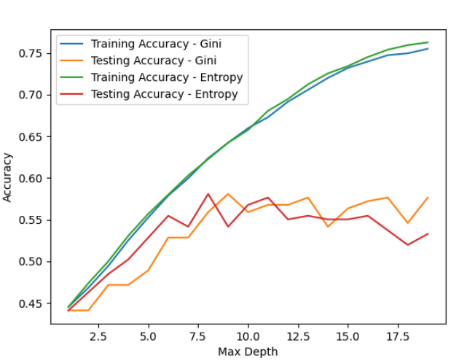 Training Accuracy - Gini
Testing Accuracy - Gini
Training Accuracy - Entropy
Testing Accuracy - Entropy
0.75
0.70
0.65
0.60
0.55
0.50
0.45
Accuracy
2.5 5.0 7.5 10.0 12.5 15.0 17.5
Max Depth